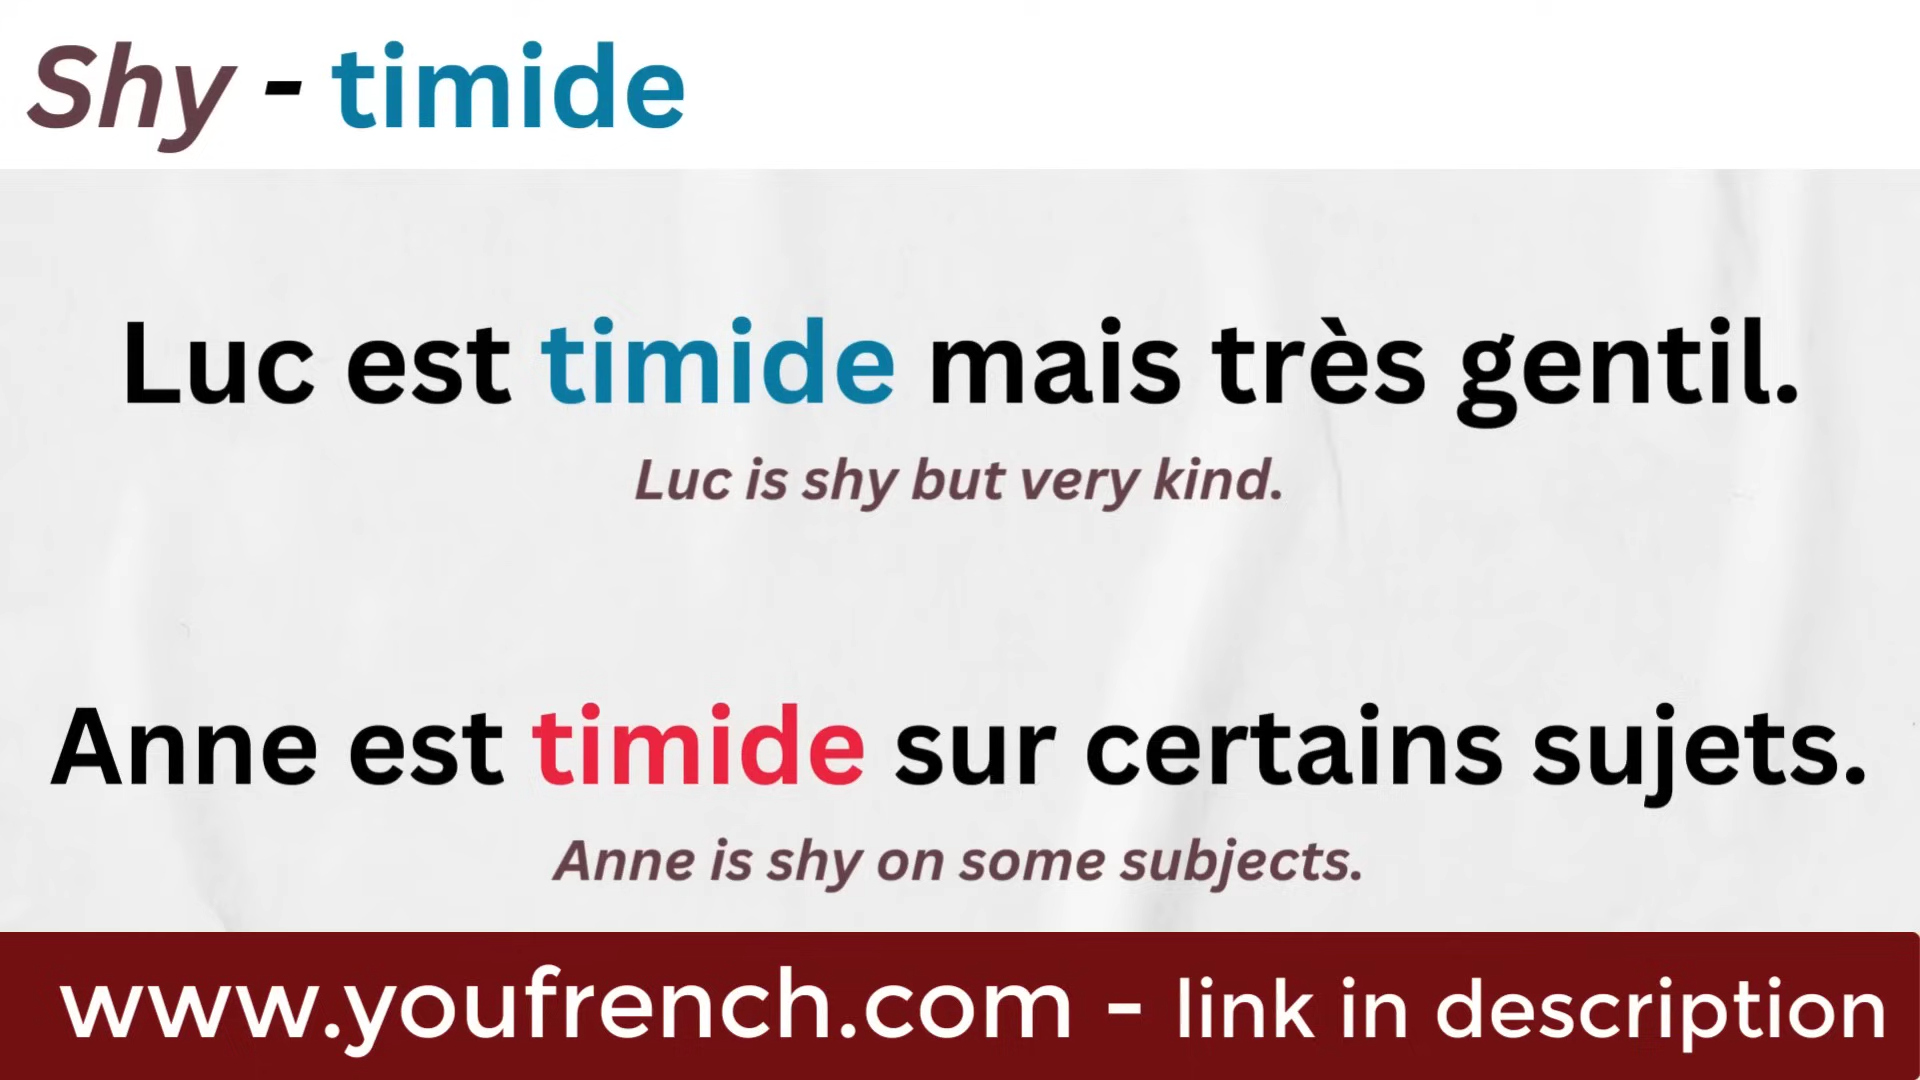 Shy - timide
Luc est timide mais très gentil.
Luc is shy but very kind.
Anne est timide sur certains sujets.
Anne is shy on some subjects.
www.youfrench.com - link in description